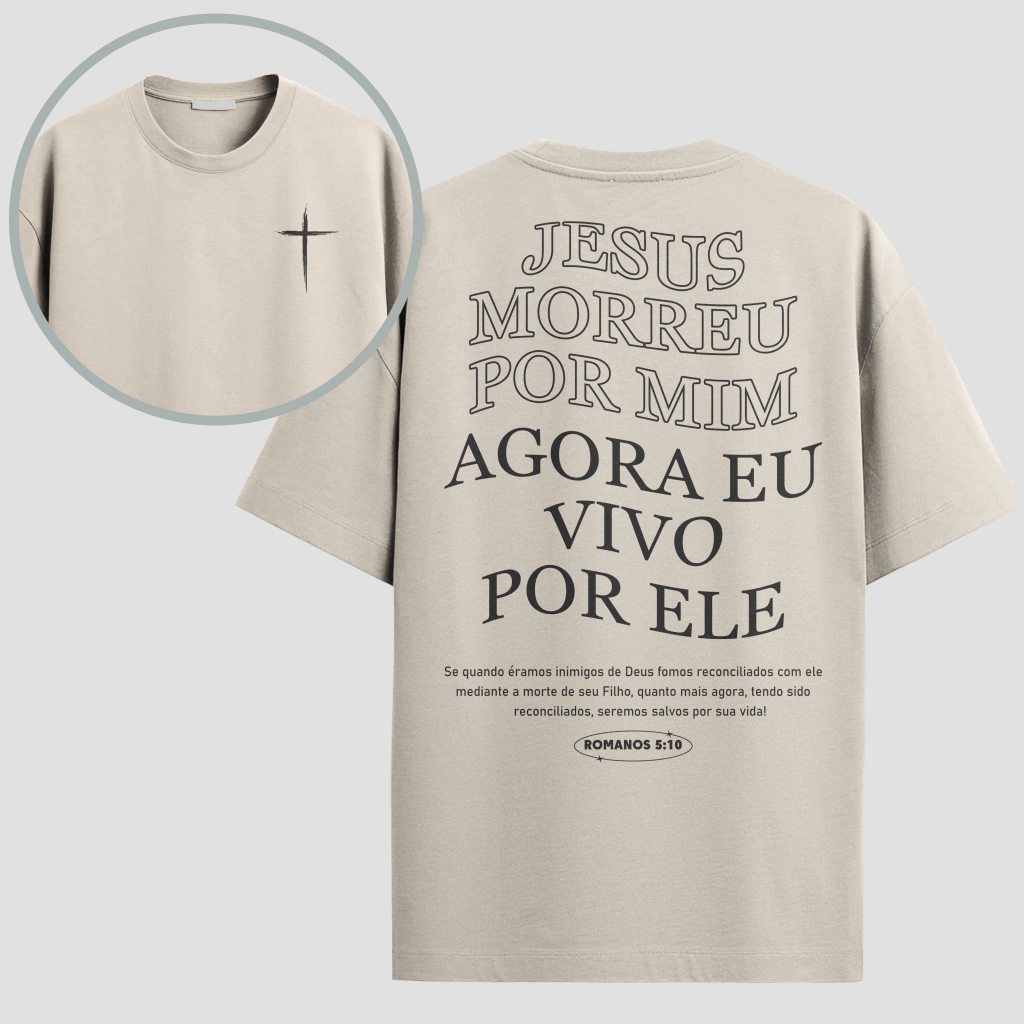 JESUS
MORREU
POR MIM
AGORA EU
VIVO
POR ELE
Se quando éramos inimigos de Deus fomos reconciliados com ele
mediante a morte de seu Filho, quanto mais agora, tendo sido
reconciliados, seremos salvos por sua vida!
ROMANOS 5:10